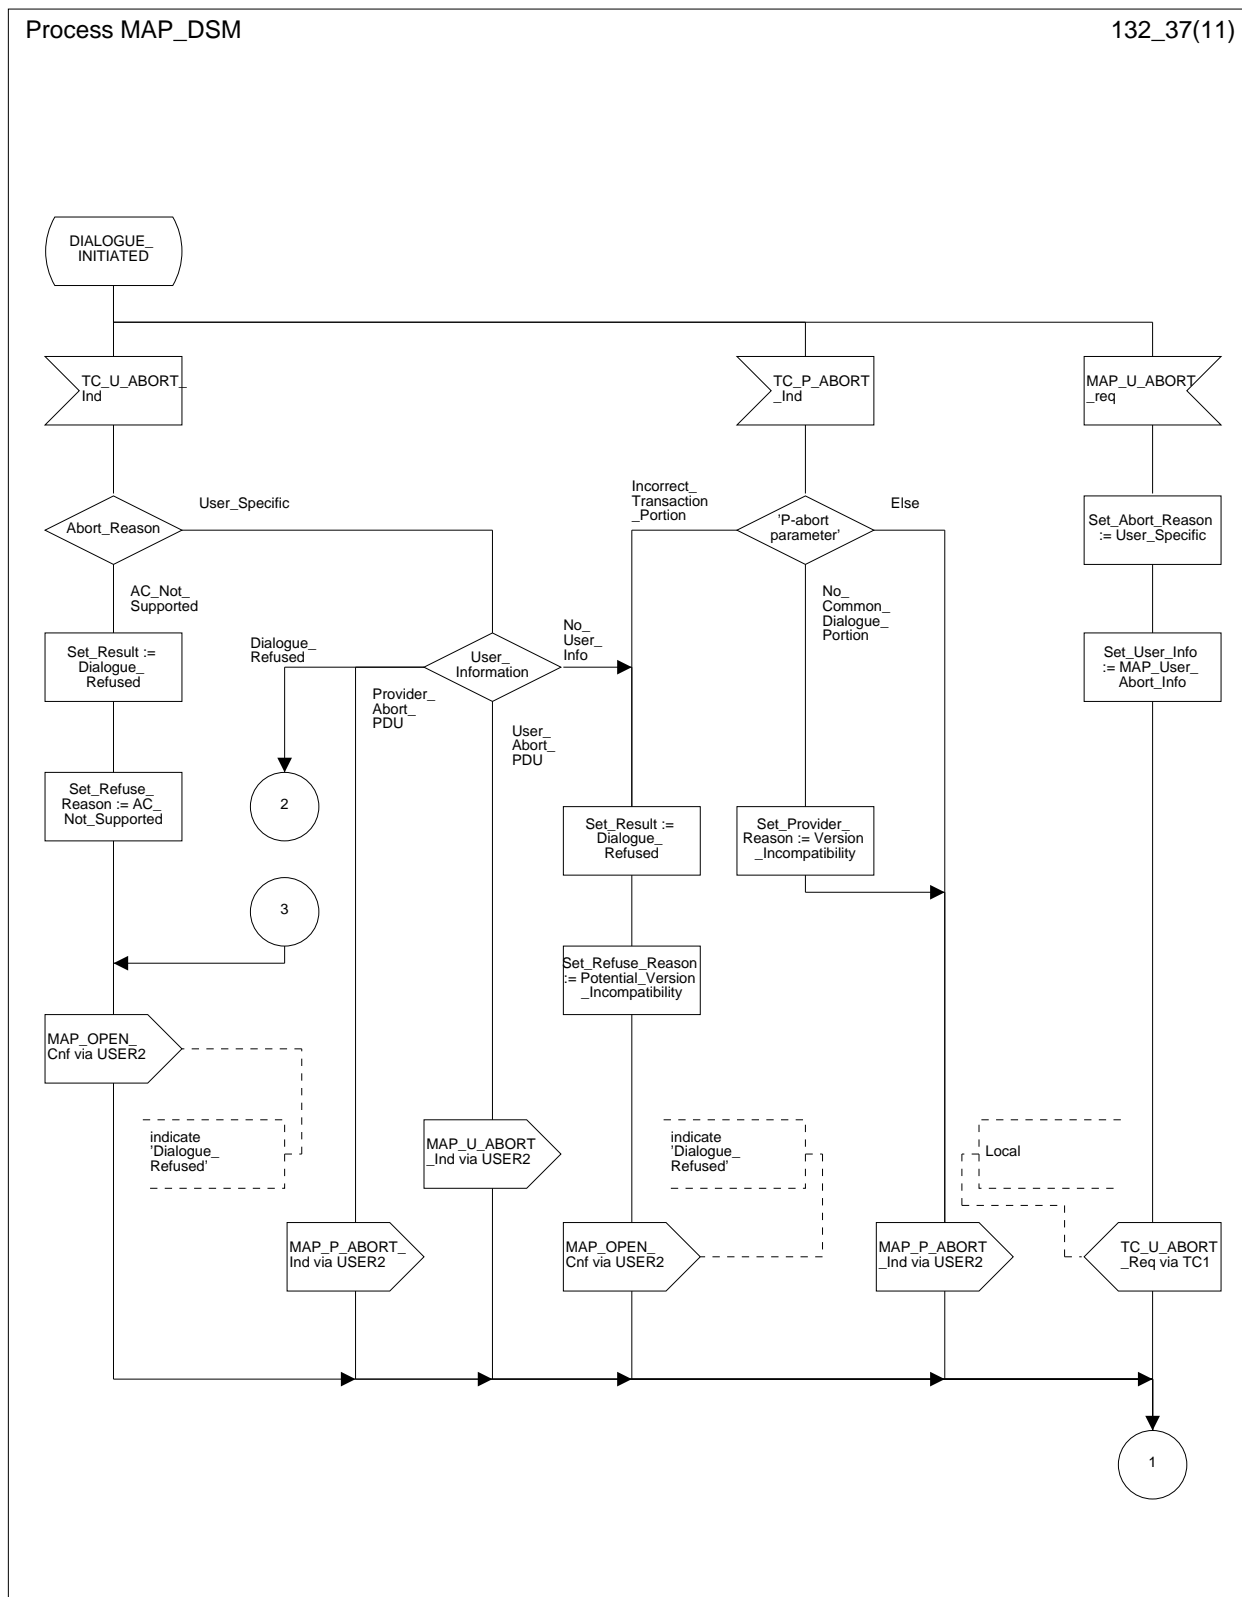 Process MAP_DSM
132_37(11)
DIALOGUE_
INITIATED
TC_U_ABORT_
Ind
TC_P_ABORT
_Ind
MAP_U_ABORT
_req
Abort_Reason
User_Specific
AC_Not_
Supported
Incorrect_
Transaction
_Portion
'P-abort
parameter'
Else
No_
Common_
Dialogue_
Portion
Set_Abort_Reason
:= User_Specific
Set_Result :=
Dialogue_
Refused
Dialogue_
Refused
User_
Information
No_
User_
Info
Provider_
Abort_
PDU
User_
Abort_
PDU
Set_User_Info
:= MAP_User_
Abort_Info
Set_Refuse_
Reason := AC_
Not_Supported
2
Set_Result :=
Dialogue_
Refused
Set_Provider_
Reason := Version
_Incompatibility
3
Set_Refuse_Reason
:= Potential_Version
_Incompatibility
MAP_OPEN_
Cnf via USER2
indicate
'Dialogue_
Refused'
MAP_U_ABORT
_Ind via USER2
indicate
'Dialogue_
Refused'
Local
MAP_P_ABORT_
Ind via USER2
MAP_OPEN_
Cnf via USER2
MAP_P_ABORT
_Ind via USER2
TC_U_ABORT
_Req via TC1
1